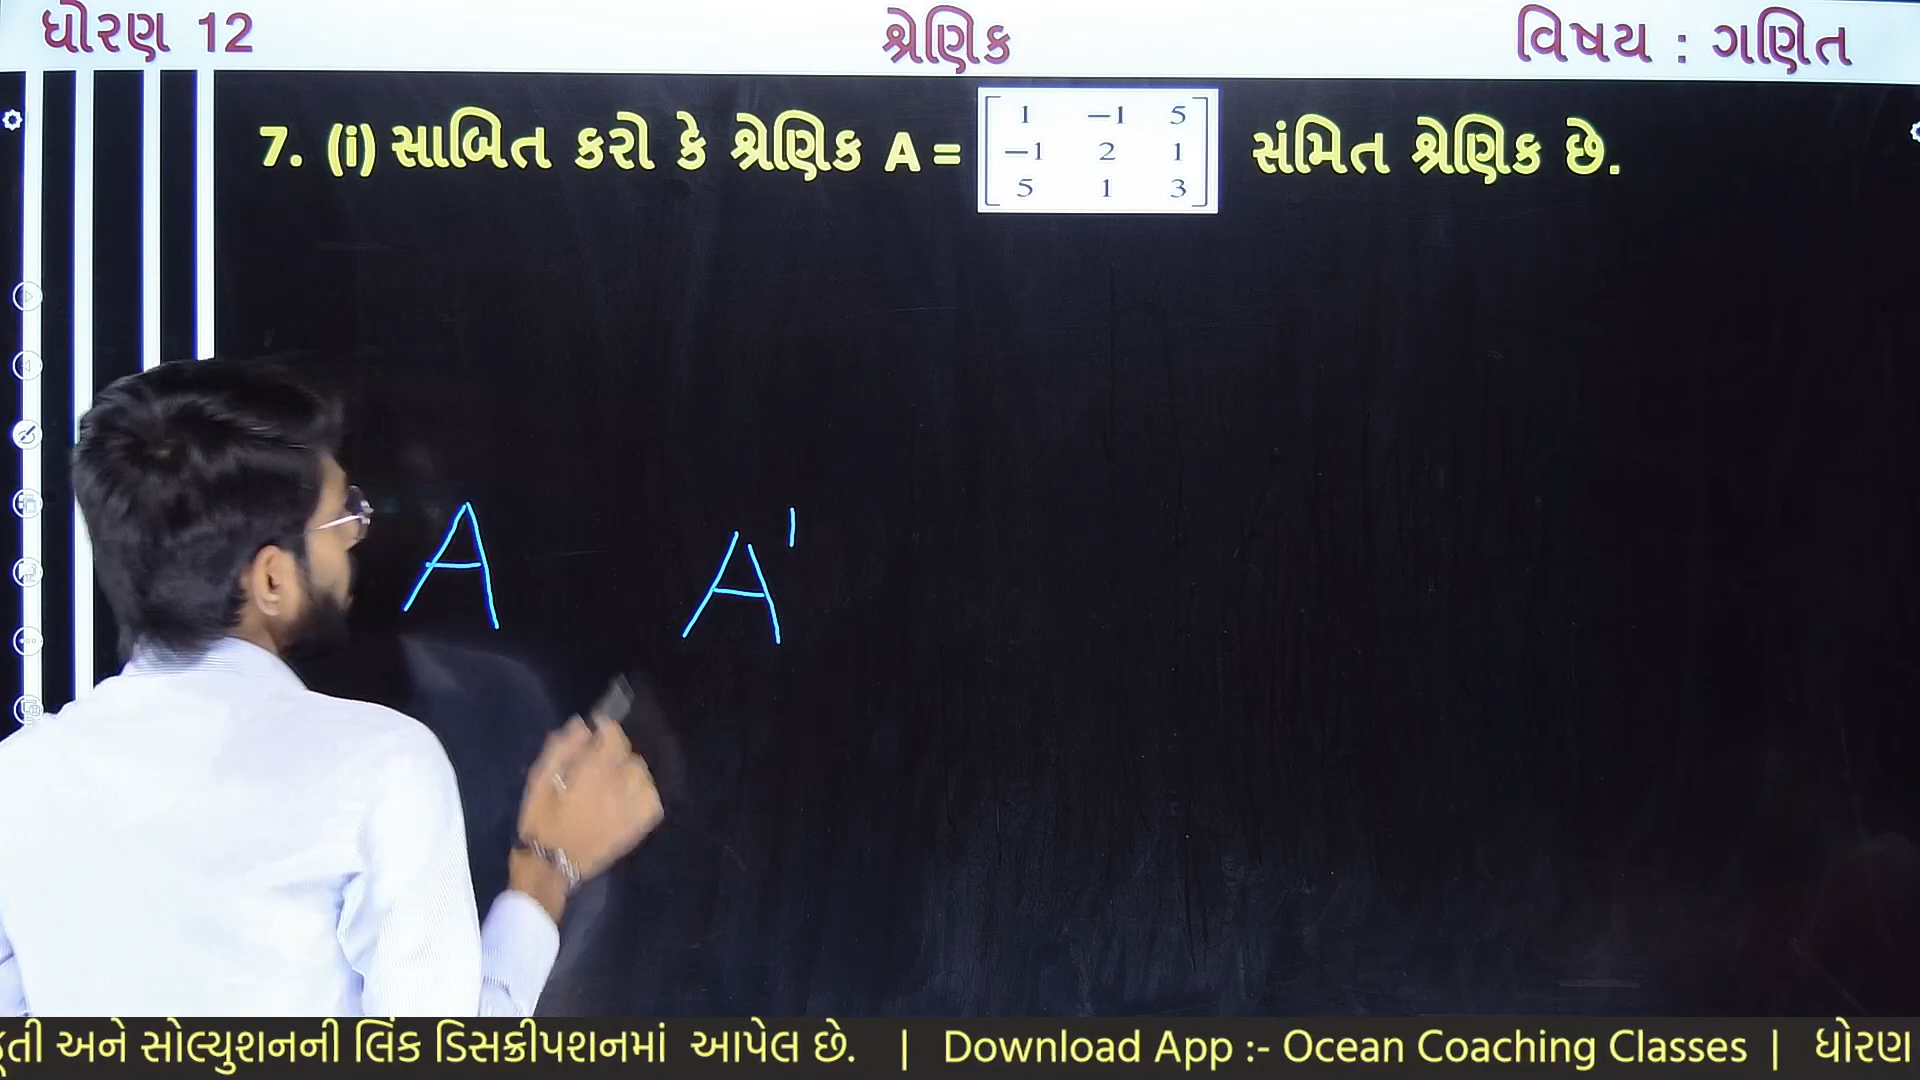 ધોરણ 12 શ્રેણિક વિષય : ગણિત
7. (i) સાબિત કરો કે શ્રેણિક A = સંમિત શ્રેણિક છે.
1 −1 5
−1 2 1
5 1 3
A A'
અને સોલ્યુશનની લિંક ડિસક્રીપશનમાં આપેલ છે. | Download App :- Ocean Coaching Classes | ધોરણ